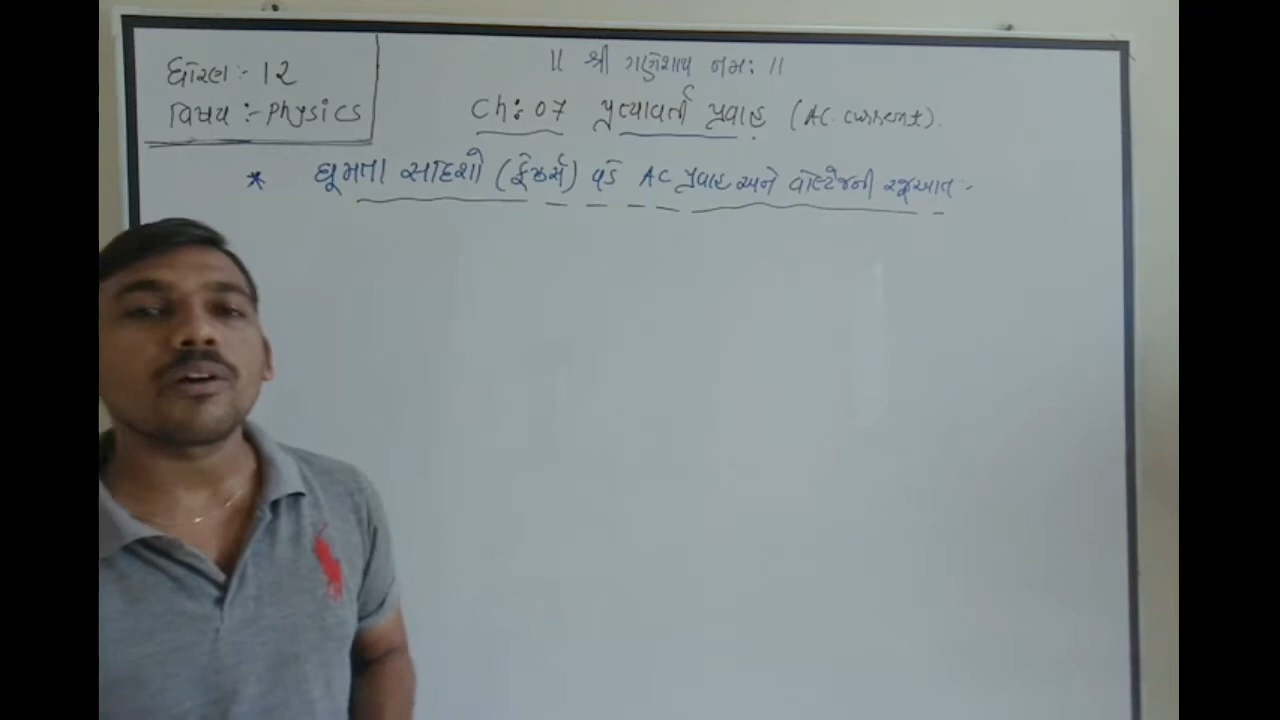 ધોરણ :- 12
વિષય :- Physics
॥ શ્રી ગણેશાય નમઃ ॥
Ch: 07 પ્રત્યાવર્તી પ્રવાહ (AC. current).
* ઘૂમતા સદિશો (ફેઝર્સ) વડે AC પ્રવાહ અને વોલ્ટેજની રજૂઆત :-